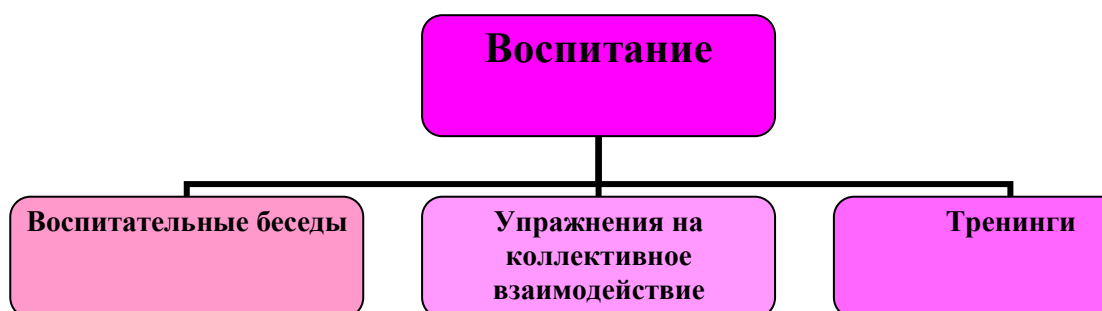 Воспитание
Воспитательные беседы
Упражнения на
коллективное
взаимодействие
Тренинги